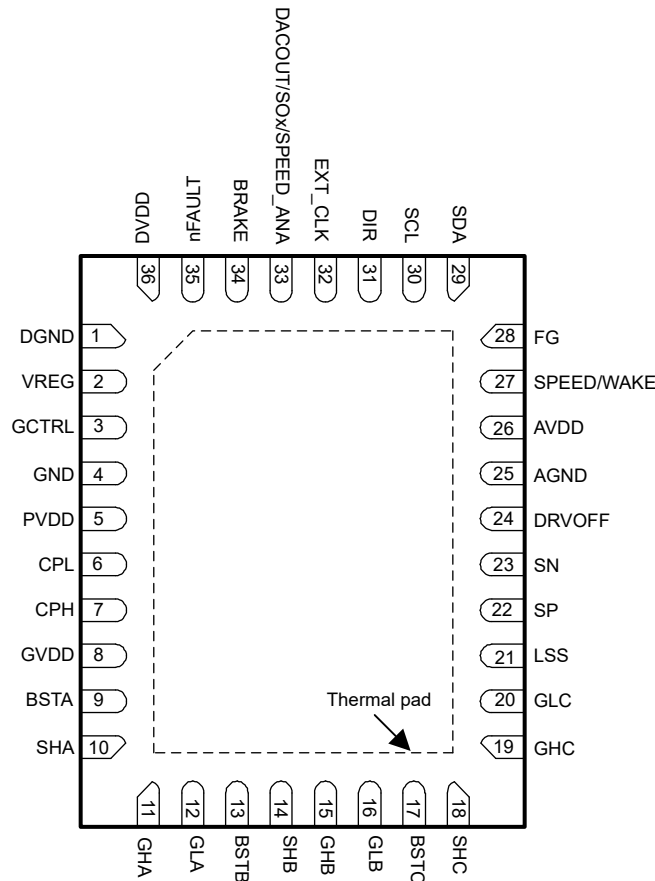 DVDD
nFAULT
BRAKE
DACOUT/SOx/SPEED_ANA
EXT_CLK
DIR
SCL
SDA
36
35
34
33
32
31
30
29
DGND 1
VREG 2
GCTRL 3
GND 4
PVDD 5
CPL 6
CPH 7
GVDD 8
BSTA 9
SHA 10
28 FG
27 SPEED/WAKE
26 AVDD
25 AGND
24 DRVOFF
23 SN
22 SP
21 LSS
20 GLC
19 GHC
Thermal pad
11
12
13
14
15
16
17
18
GHA
GLA
BSTB
SHB
GHB
GLB
BSTC
SHC